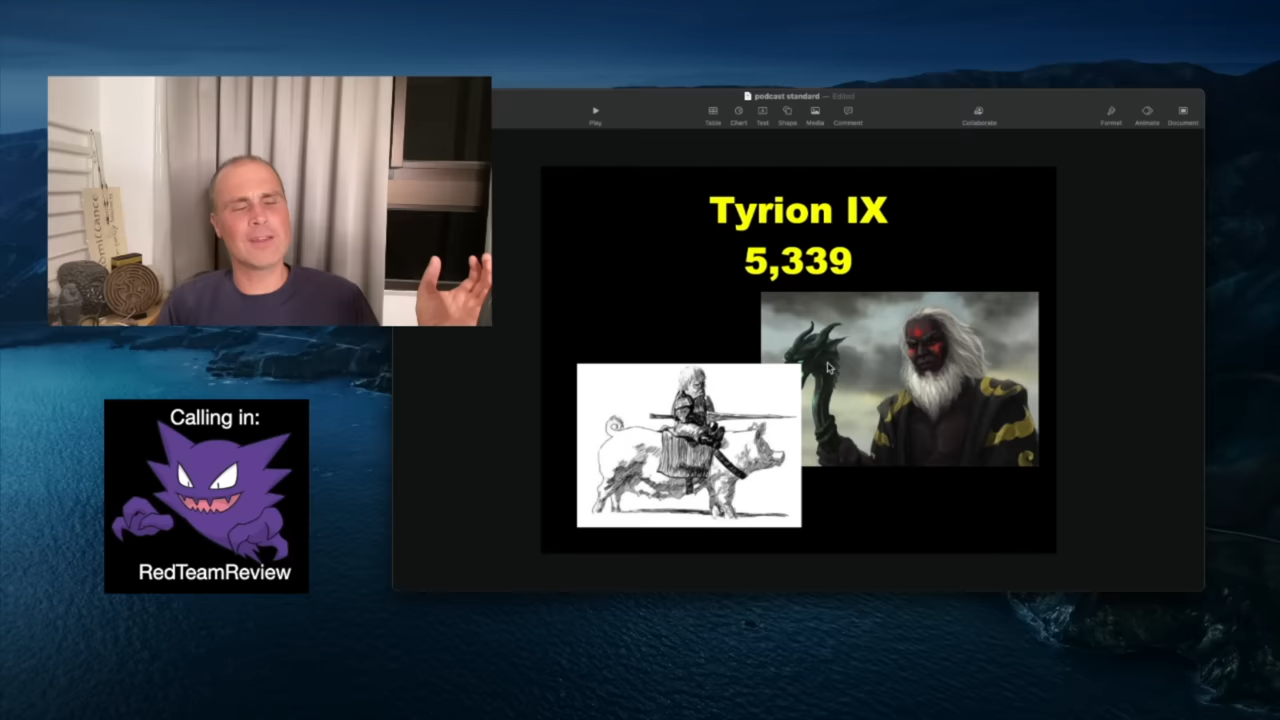 podcast standard — Edited
Play
Table
Chart
Text
Shape
Media
Comment
Collaborate
Format
Animate
Document
Tyrion IX
5,339
Calling in:
RedTeamReview